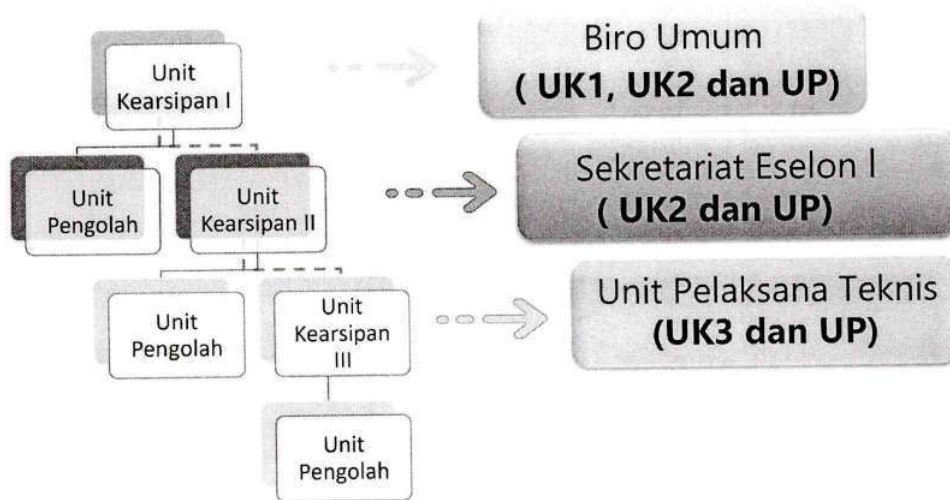 Unit
Kearsipan I
Biro Umum
( UK1, UK2 dan UP)
Unit
Pengolah
Unit
Kearsipan II
Sekretariat Eselon I
( UK2 dan UP)
Unit
Pengolah
Unit
Kearsipan
III
Unit Pelaksana Teknis
(UK3 dan UP)
Unit
Pengolah